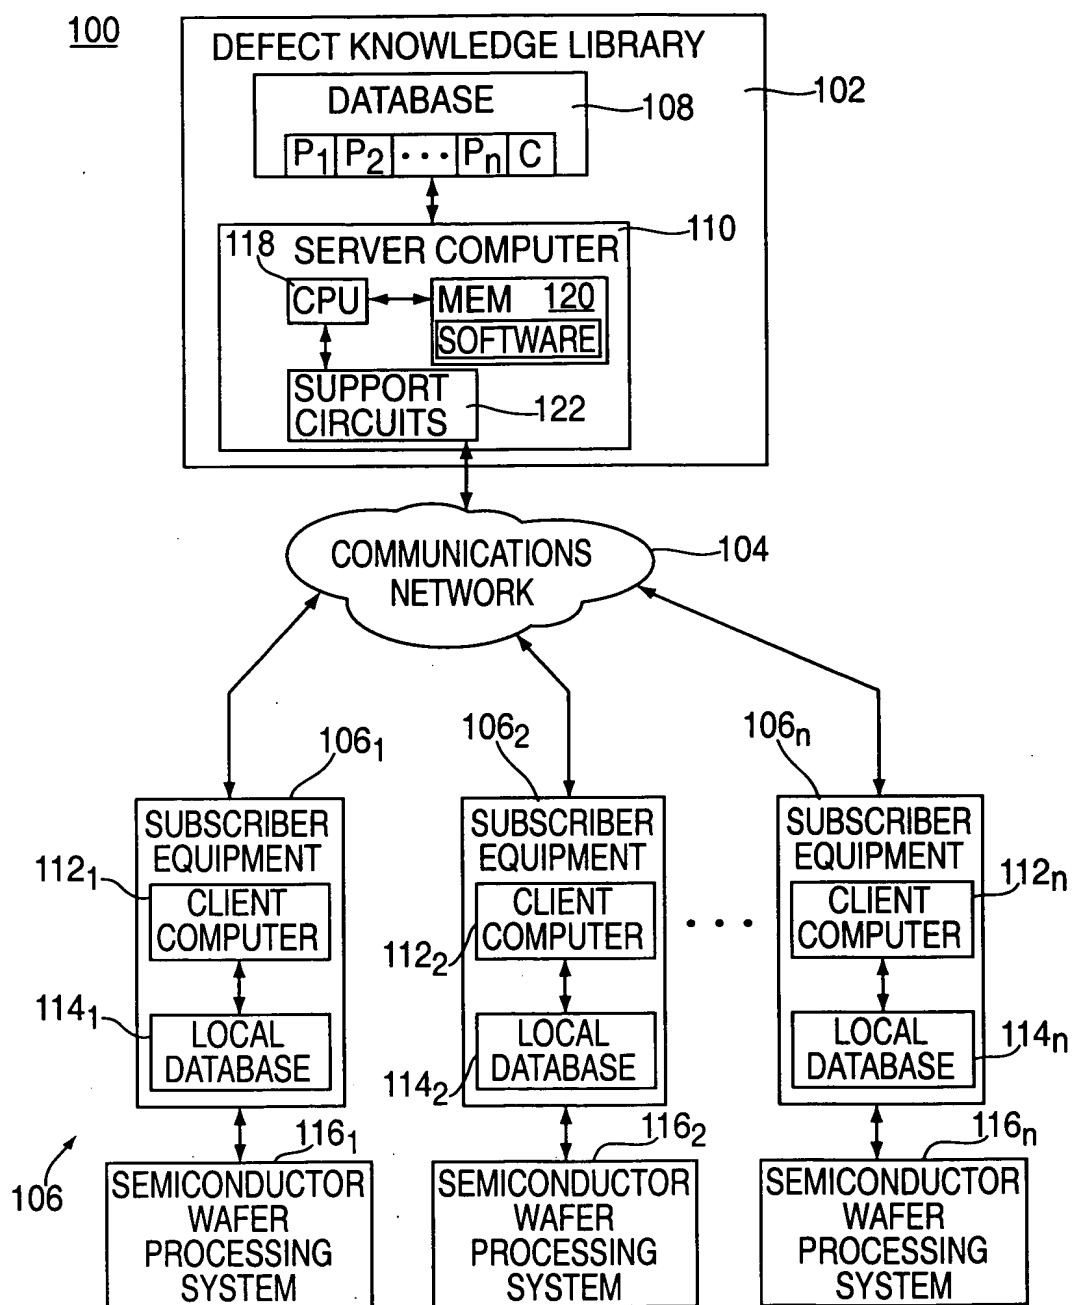 100
DEFECT KNOWLEDGE LIBRARY
102
DATABASE
108
P1 P2 ••• Pn C
110
118
SERVER COMPUTER
CPU
MEM 120
SOFTWARE
SUPPORT
CIRCUITS
122
COMMUNICATIONS
NETWORK
104
1061
SUBSCRIBER
EQUIPMENT
1121
CLIENT
COMPUTER
1141
LOCAL
DATABASE
1161
SEMICONDUCTOR
WAFER
PROCESSING
SYSTEM
1062
SUBSCRIBER
EQUIPMENT
CLIENT
COMPUTER
1122
LOCAL
DATABASE
1142
1162
SEMICONDUCTOR
WAFER
PROCESSING
SYSTEM
• • •
106n
SUBSCRIBER
EQUIPMENT
112n
CLIENT
COMPUTER
LOCAL
DATABASE
114n
116n
SEMICONDUCTOR
WAFER
PROCESSING
SYSTEM
106